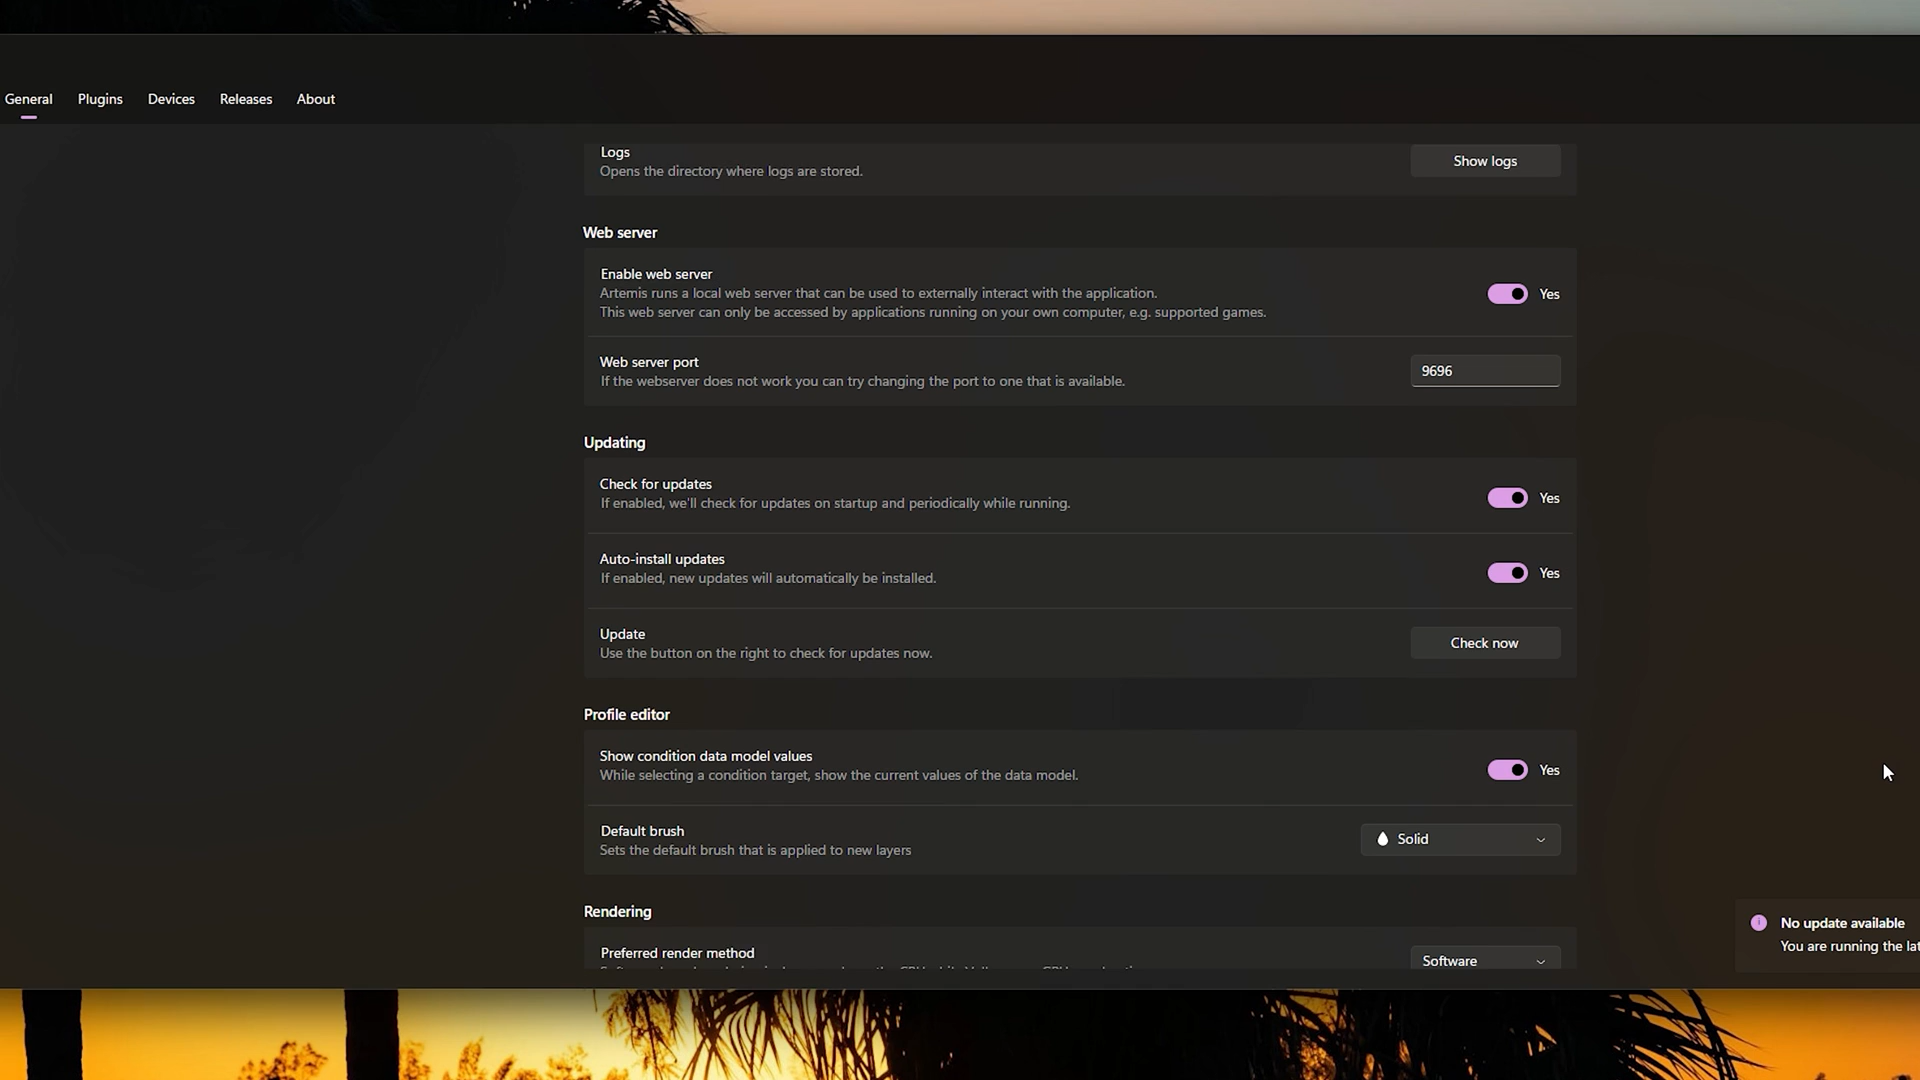 General Plugins Devices Releases About
Logs
Opens the directory where logs are stored.
Show logs
Web server
Enable web server
Artemis runs a local web server that can be used to externally interact with the application.
This web server can only be accessed by applications running on your own computer, e.g. supported games.
Yes
Web server port
If the webserver does not work you can try changing the port to one that is available.
9696
Updating
Check for updates
If enabled, we'll check for updates on startup and periodically while running.
Yes
Auto-install updates
If enabled, new updates will automatically be installed.
Yes
Update
Use the button on the right to check for updates now.
Check now
Profile editor
Show condition data model values
While selecting a condition target, show the current values of the data model.
Yes
Default brush
Sets the default brush that is applied to new layers
Solid
Rendering
Preferred render method
Software
No update available
You are running the